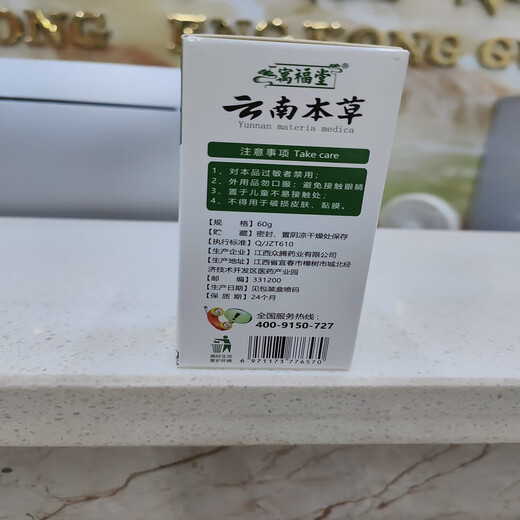 寓福堂
云南本草
Yunnan materia medica
注意事项 Take care
1、对本品过敏者禁用；
2、外用品勿口服；避免接触眼睛
3、置于儿童不易接触处；
4、不得用于破损皮肤、黏膜。
【规 格】60g
【贮 藏】密封，置阴凉干燥处保存
【执行标准】Q/JZT610
【生产企业】江西众腾药业有限公司
【生产地址】江西省宜春市樟树市城北经
济技术开发区医药产业园
【邮 编】331200
【生产日期】见包装盒喷码
【保 质 期】24个月
全国服务热线：
400-9150-727
6 971173 776570